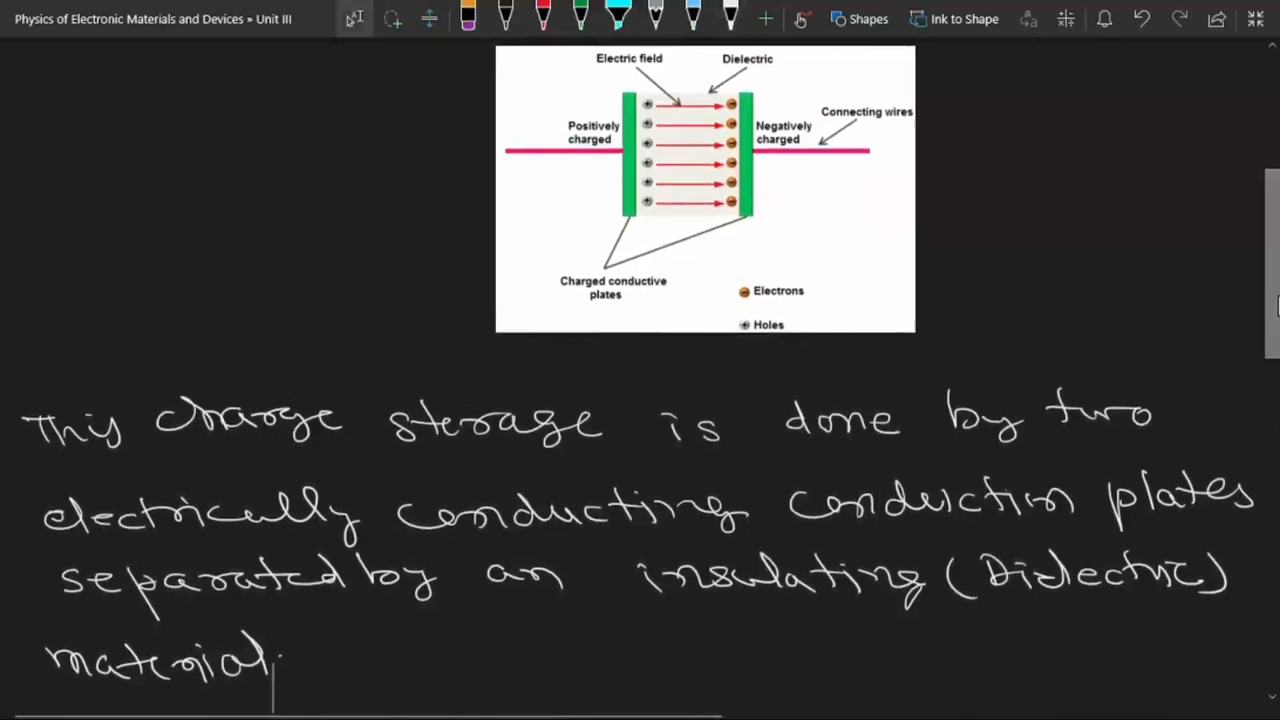 Physics of Electronic Materials and Devices » Unit III
Shapes
Ink to Shape
Electric field
Dielectric
Connecting wires
Positively charged
Negatively charged
Charged conductive
plates
Electrons
Holes
This charge storage is done by two
electrically conducting conduction plates
separated by an insulating (Dielectric)
material.